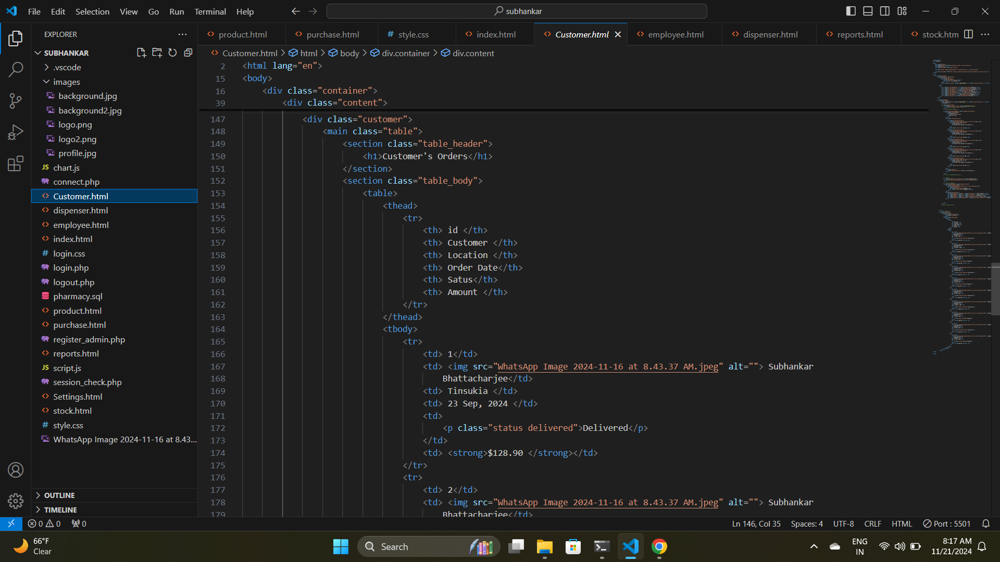 File Edit Selection View Go Run Terminal Help
subhankar
EXPLORER
product.html purchase.html # style.css index.html Customer.html employee.html dispenser.html reports.html stock.htm
SUBHANKAR
Customer.html > html > body > div.container > div.content
.vscode
images
background.jpg
background2.jpg
logo.png
logo2.png
profile.jpg
JS chart.js
connect.php
Customer.html
dispenser.html
employee.html
index.html
# login.css
login.php
logout.php
pharmacy.sql
product.html
purchase.html
register_admin.php
reports.html
JS script.js
session_check.php
Settings.html
stock.html
# style.css
WhatsApp Image 2024-11-16 at 8.43...
OUTLINE
TIMELINE
2 <html lang="en">
15 <body>
16 <div class="container">
39 <div class="content">
147 <div class="customer">
148 <main class="table">
149 <section class="table_header">
150 <h1>Customer's Orders</h1>
151 </section>
152 <section class="table_body">
153 <table>
154 <thead>
155 <tr>
156 <th> id </th>
157 <th> Customer </th>
158 <th> Location </th>
159 <th> Order Date</th>
160 <th> Satus</th>
161 <th> Amount </th>
162 </tr>
163 </thead>
164 <tbody>
165 <tr>
166 <td> 1</td>
167 <td> <img src="WhatsApp Image 2024-11-16 at 8.43.37 AM.jpeg" alt=""> Subhankar
168 Bhattacharjee</td>
169 <td> Tinsukia </td>
170 <td> 23 Sep, 2024 </td>
171 <td>
172 <p class="status delivered">Delivered</p>
173 </td>
174 <td> <strong>$128.90 </strong></td>
175 </tr>
176 <tr>
177 <td> 2</td>
178 <td> <img src="WhatsApp Image 2024-11-16 at 8.43.37 AM.jpeg" alt=""> Subhankar
179 Bhattacharjee</td>
0 0 0 Ln 146, Col 35 Spaces: 4 UTF-8 CRLF HTML Port : 5501
66°F
Clear
Search
ENG
IN
8:17 AM
11/21/2024